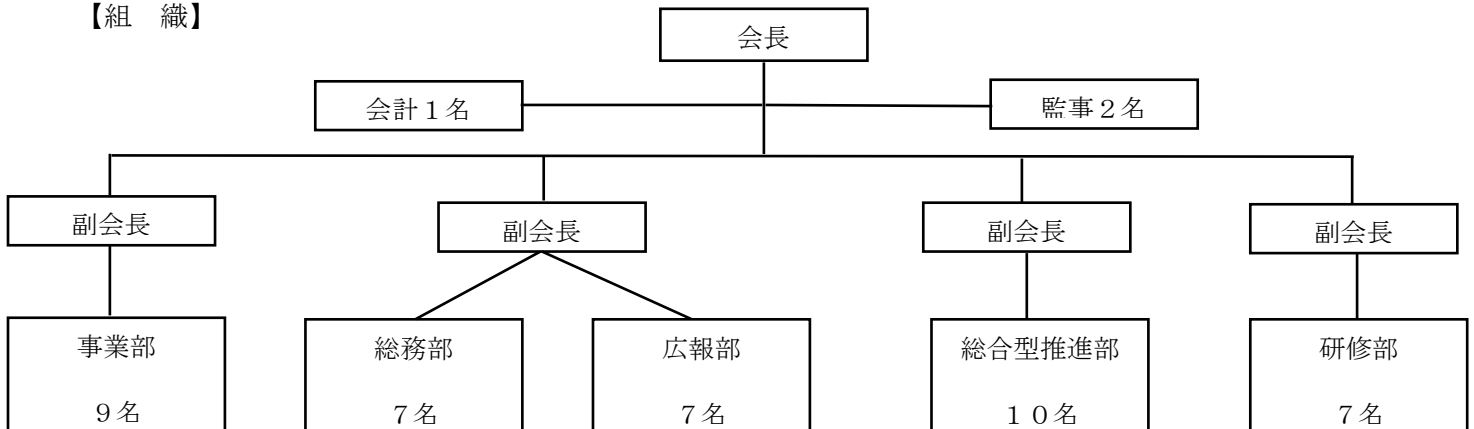 【組　織】
会長
会計１名
監事２名
副会長
副会長
副会長
副会長
事業部
９名
総務部
７名
広報部
７名
総合型推進部
１０名
研修部
７名